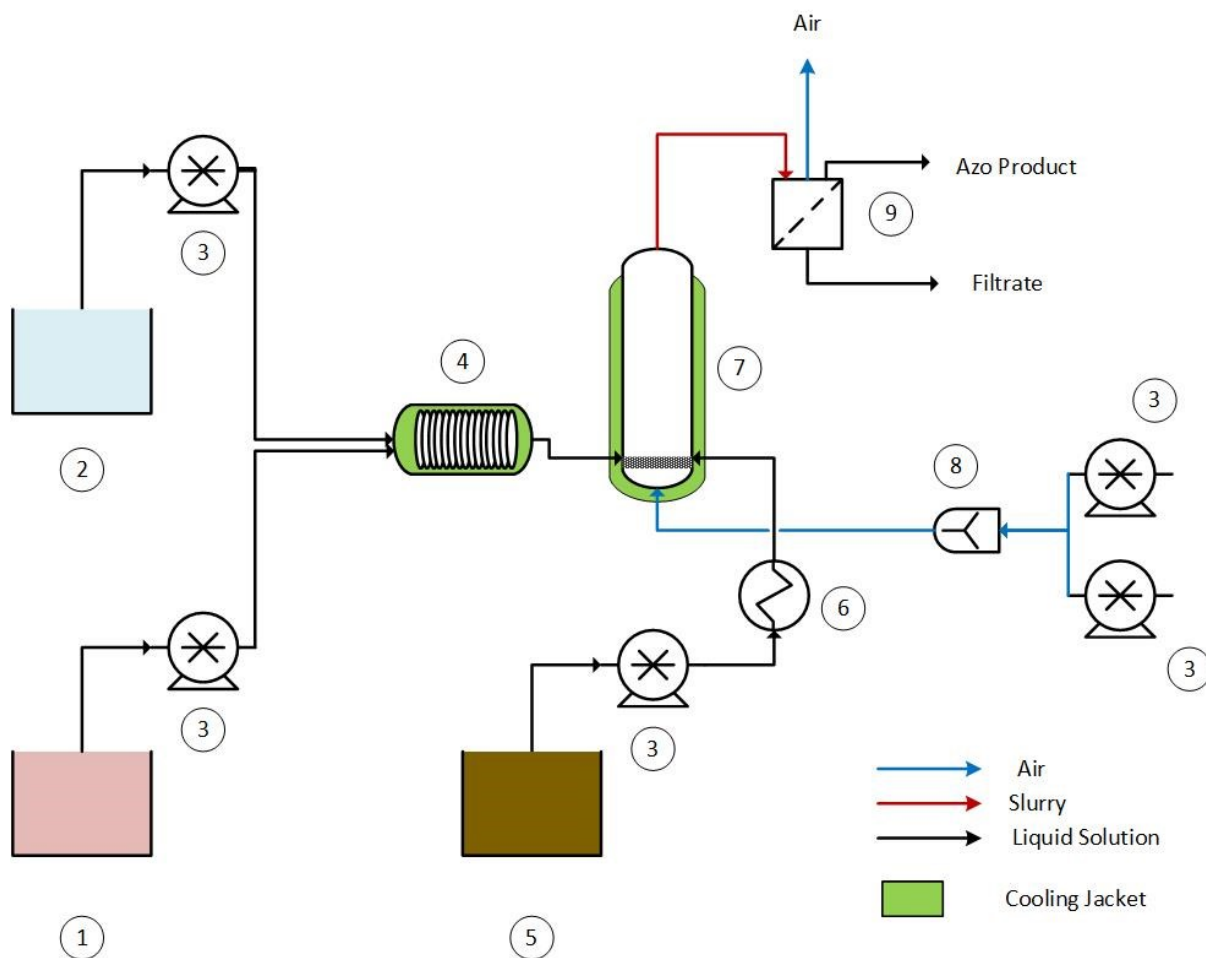 Air
Azo Product
9
3
Filtrate
4
7
3
2
8
6
3
3
3
Air
Slurry
Liquid Solution
Cooling Jacket
1
5